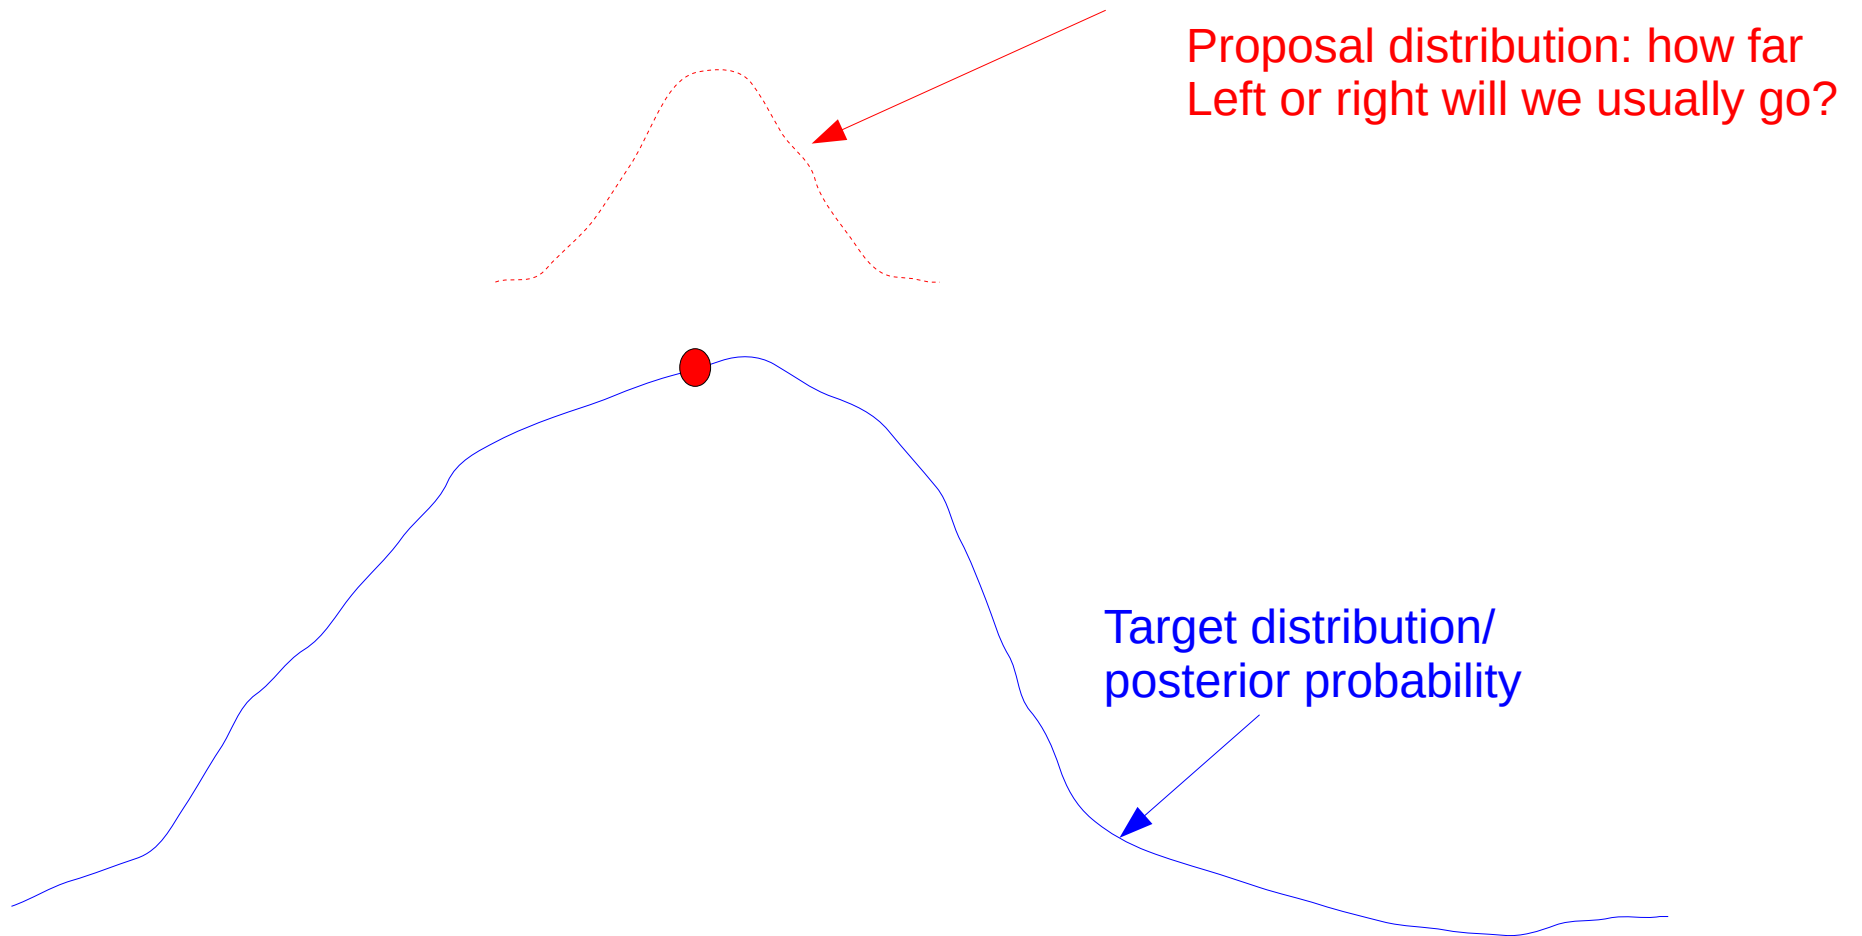 Proposal distribution: how far
Left or right will we usually go?
Target distribution/
posterior probability